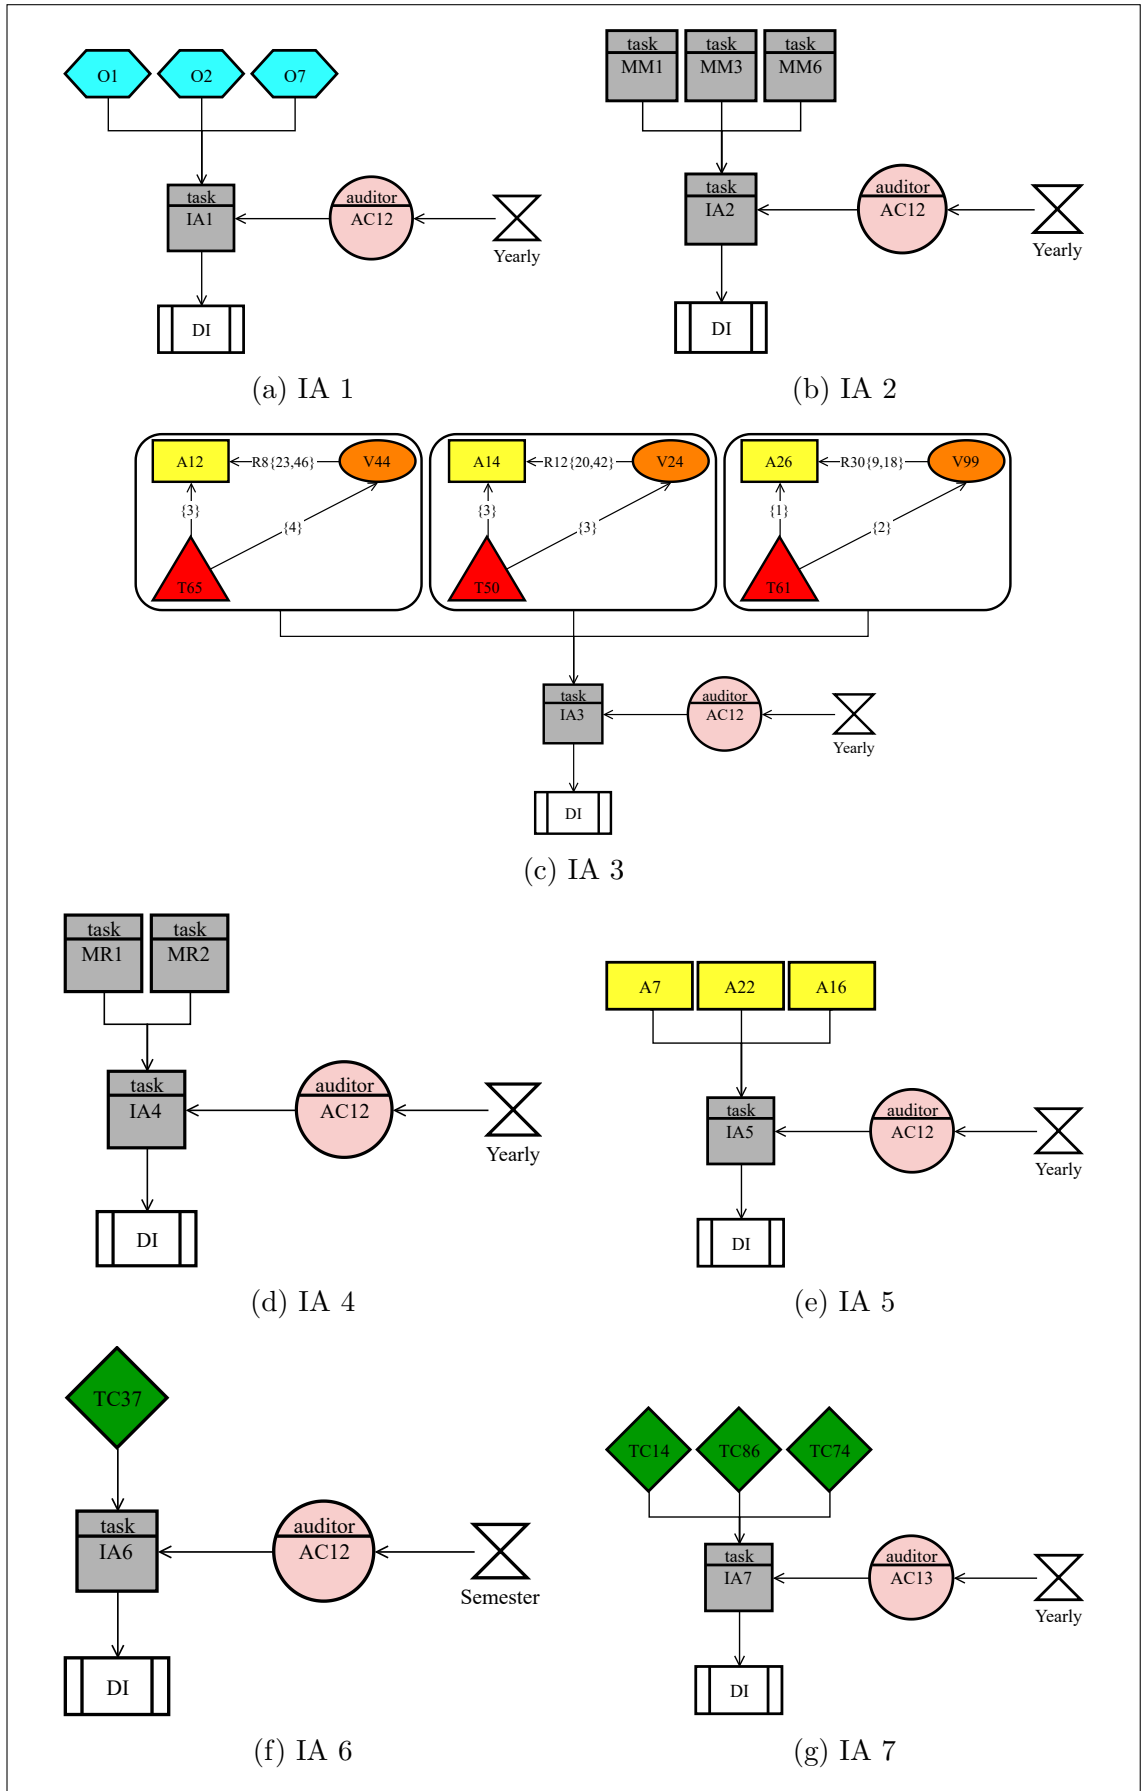 O1 O2 O7
task
IA1
auditor
AC12
Yearly
DI
(a) IA 1
task task task
MM1 MM3 MM6
task
IA2
auditor
AC12
Yearly
DI
(b) IA 2
A12 R8{23,46} V44
{3}
{4}
T65
A14 R12{20,42} V24
{3}
{3}
T50
A26 R30{9,18} V99
{1}
{2}
T61
task
IA3
auditor
AC12
Yearly
DI
(c) IA 3
task task
MR1 MR2
task
IA4
auditor
AC12
Yearly
DI
(d) IA 4
A7 A22 A16
task
IA5
auditor
AC12
Yearly
DI
(e) IA 5
TC37
task
IA6
auditor
AC12
Semester
DI
(f) IA 6
TC14 TC86 TC74
task
IA7
auditor
AC13
Yearly
DI
(g) IA 7